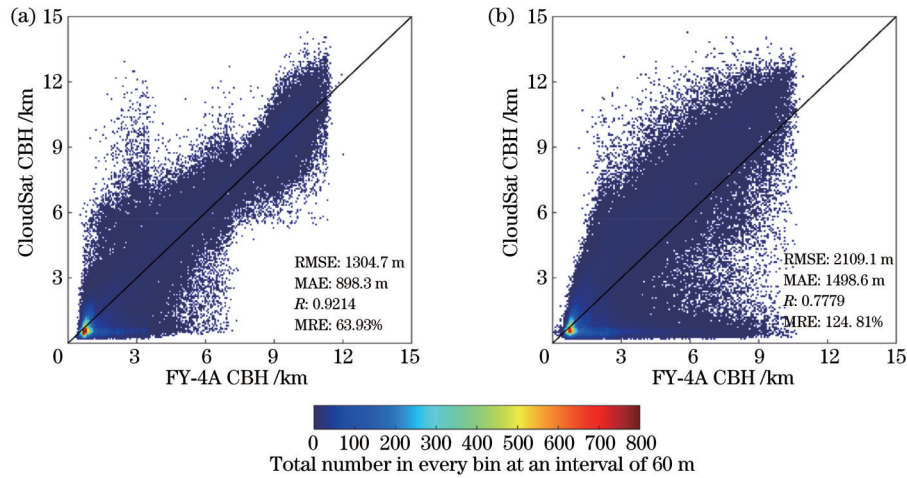 (a)
15
12
9
6
3
0
3
6
9
12
15
CloudSat CBH /km
FY-4A CBH /km
RMSE: 1304.7 m
MAE: 898.3 m
R: 0.9214
MRE: 63.93%
(b)
15
12
9
6
3
0
3
6
9
12
15
CloudSat CBH /km
FY-4A CBH /km
RMSE: 2109.1 m
MAE: 1498.6 m
R: 0.7779
MRE: 124. 81%
0 100 200 300 400 500 600 700 800
Total number in every bin at an interval of 60 m